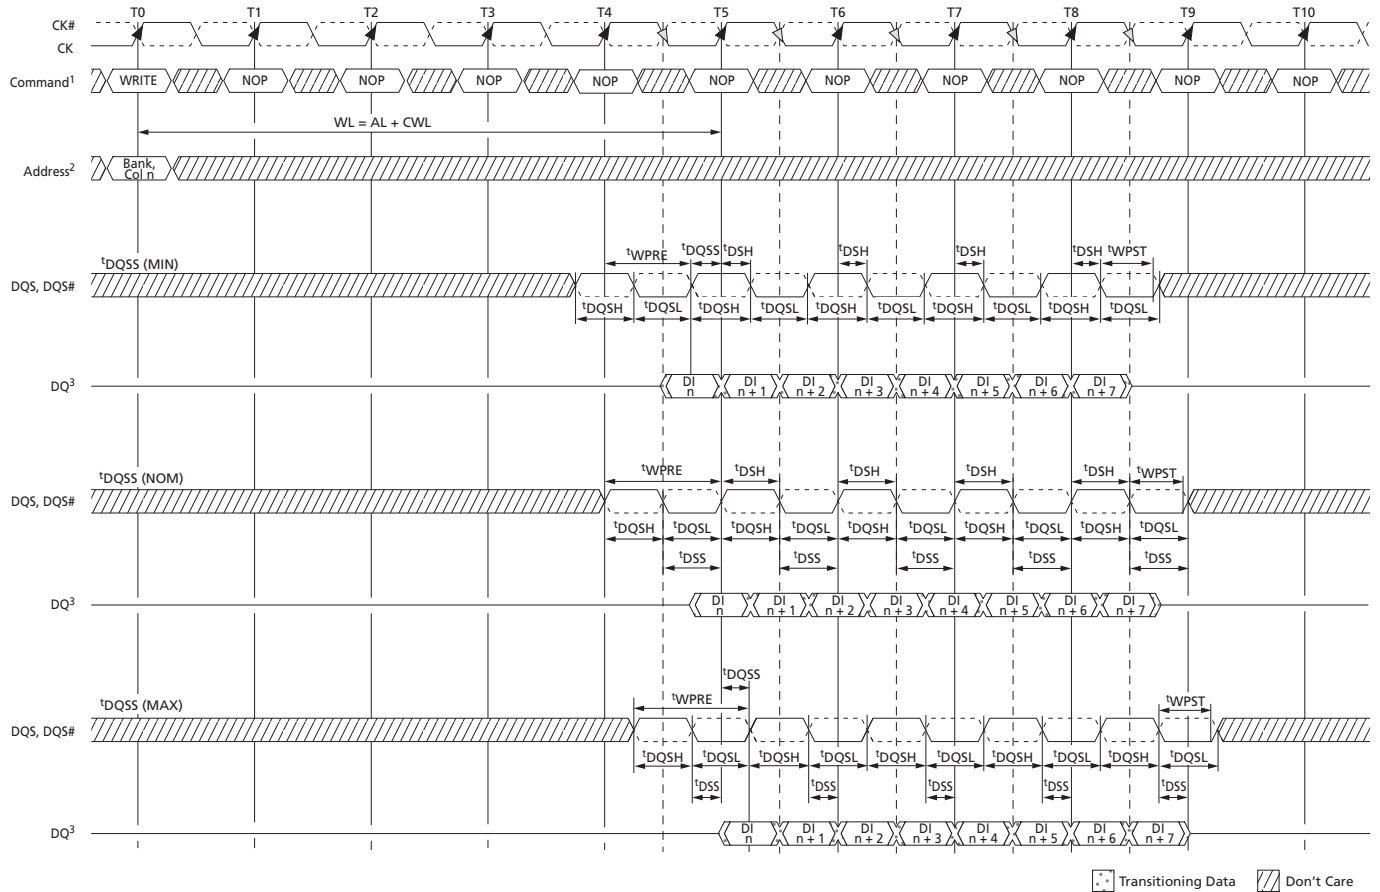 T0 T1 T2 T3 T4 T5 T6 T7 T8 T9 T10
CK#
CK
Command1 WRITE NOP NOP NOP NOP NOP NOP NOP NOP NOP NOP
WL = AL + CWL
Address2 Bank, Col n
tDQSS (MIN) tWPRE tDQSS tDSH tDSH tDSH tDSH tWPST
DQS, DQS#
tDQSH tDQSL tDQSH tDQSL tDQSH tDQSL tDQSH tDQSL tDQSH tDQSL
DQ3 DI n DI n + 1 DI n + 2 DI n + 3 DI n + 4 DI n + 5 DI n + 6 DI n + 7
tDQSS (NOM) tWPRE tDSH tDSH tDSH tDSH tWPST
DQS, DQS#
tDQSH tDQSL tDQSH tDQSL tDQSH tDQSL tDQSH tDQSL tDQSH tDQSL
tDSS tDSS tDSS tDSS tDSS
DQ3 DI n DI n + 1 DI n + 2 DI n + 3 DI n + 4 DI n + 5 DI n + 6 DI n + 7
tDQSS
tDQSS (MAX) tWPRE tWPST
DQS, DQS#
tDQSH tDQSL tDQSH tDQSL tDQSH tDQSL tDQSH tDQSL tDQSH tDQSL
tDSS tDSS tDSS tDSS tDSS
DQ3 DI n DI n + 1 DI n + 2 DI n + 3 DI n + 4 DI n + 5 DI n + 6 DI n + 7
Transitioning Data Don't Care